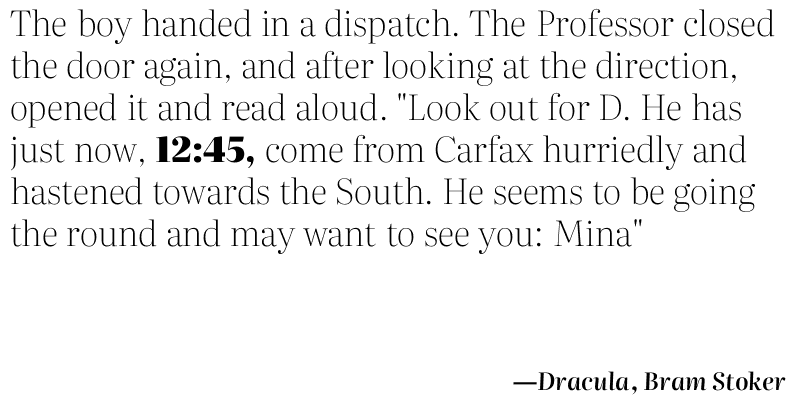 The boy handed in a dispatch. The Professor closed
the door again, and after looking at the direction,
opened it and read aloud. "Look out for D. He has
just now, 12:45, come from Carfax hurriedly and
hastened towards the South. He seems to be going
the round and may want to see you: Mina"
—Dracula, Bram Stoker